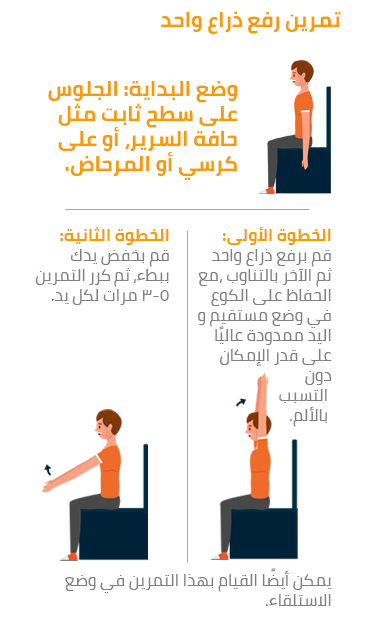 تمرين رفع ذراع واحد
وضع البداية: الجلوس
على سطح ثابت مثل
حافة السرير، أو على
كرسي أو المرحاض.
الخطوة الأولى:
قم برفع ذراع واحد
ثم الآخر بالتناوب ،مع
الحفاظ على الكوع
في وضع مستقيم و
اليد ممدودة عاليًا
على قدر الإمكان
دون
التسبب
بالألم.
الخطوة الثانية:
قم بخفض يدك
ببطء، ثم كرر التمرين
٥-٣ مرات لكل يد.
يمكن أيضًا القيام بهذا التمرين في وضع
الاستلقاء.